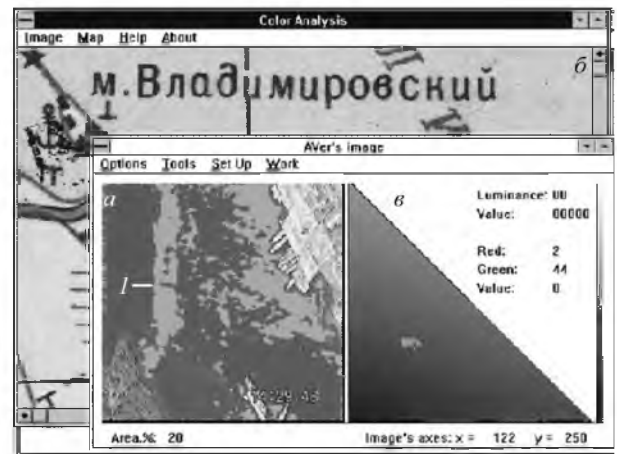 Color Analysis
Image Map Help About
м.Владимировский
б
AVer's image
Options Tools Set Up Work
а
в
Luminance: 00
Value: 00000
Red: 2
Green: 44
Value: 0
1
Area.%: 20
Image's axes: x = 122 y = 250